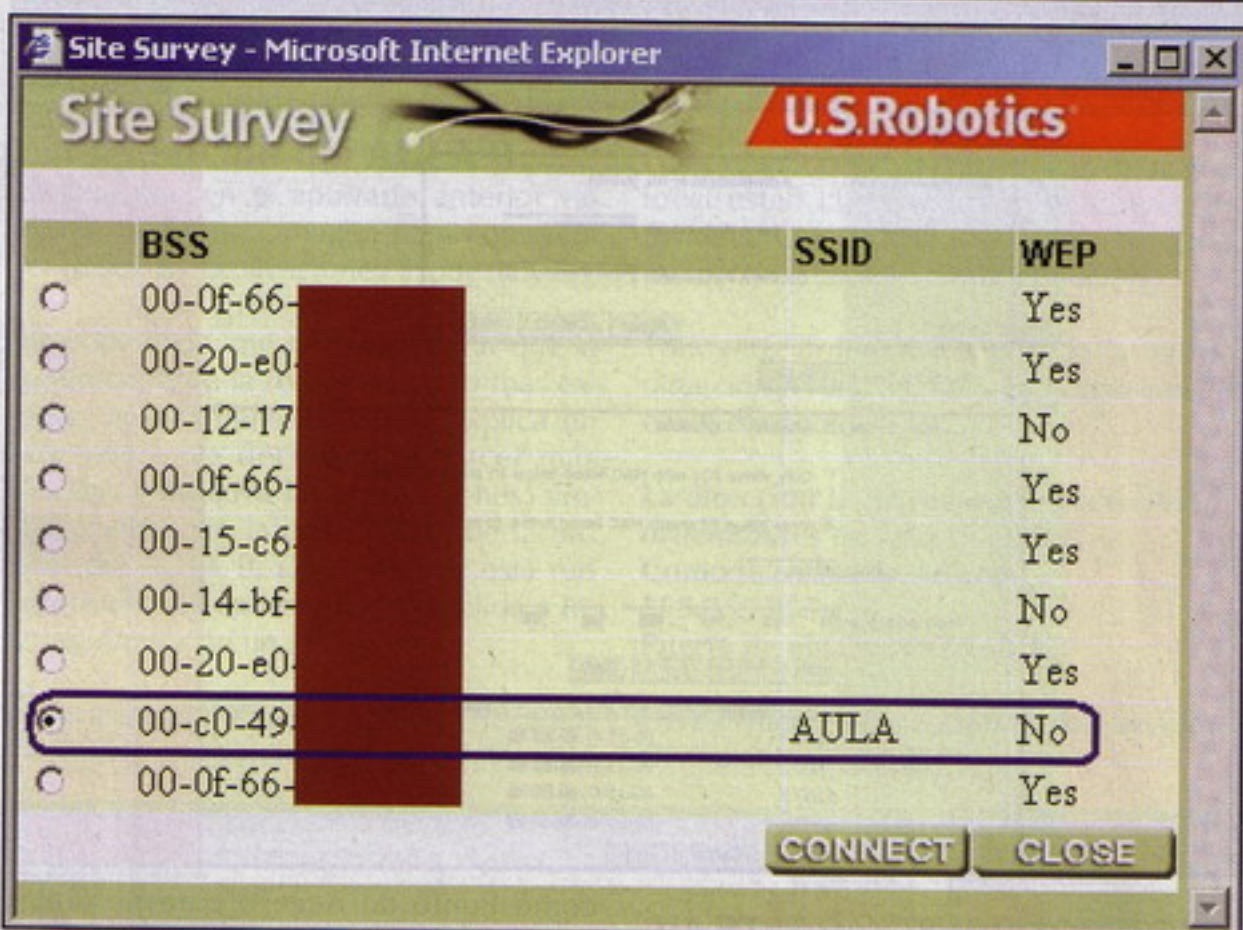 Site Survey - Microsoft Internet Explorer
Site Survey U.S.Robotics
BSS SSID WEP
00-0f-66- Yes
00-20-e0- Yes
00-12-17 No
00-0f-66- Yes
00-15-c6 Yes
00-14-bf- No
00-20-e0- Yes
00-c0-49- AULA No
00-0f-66- Yes
CONNECT CLOSE